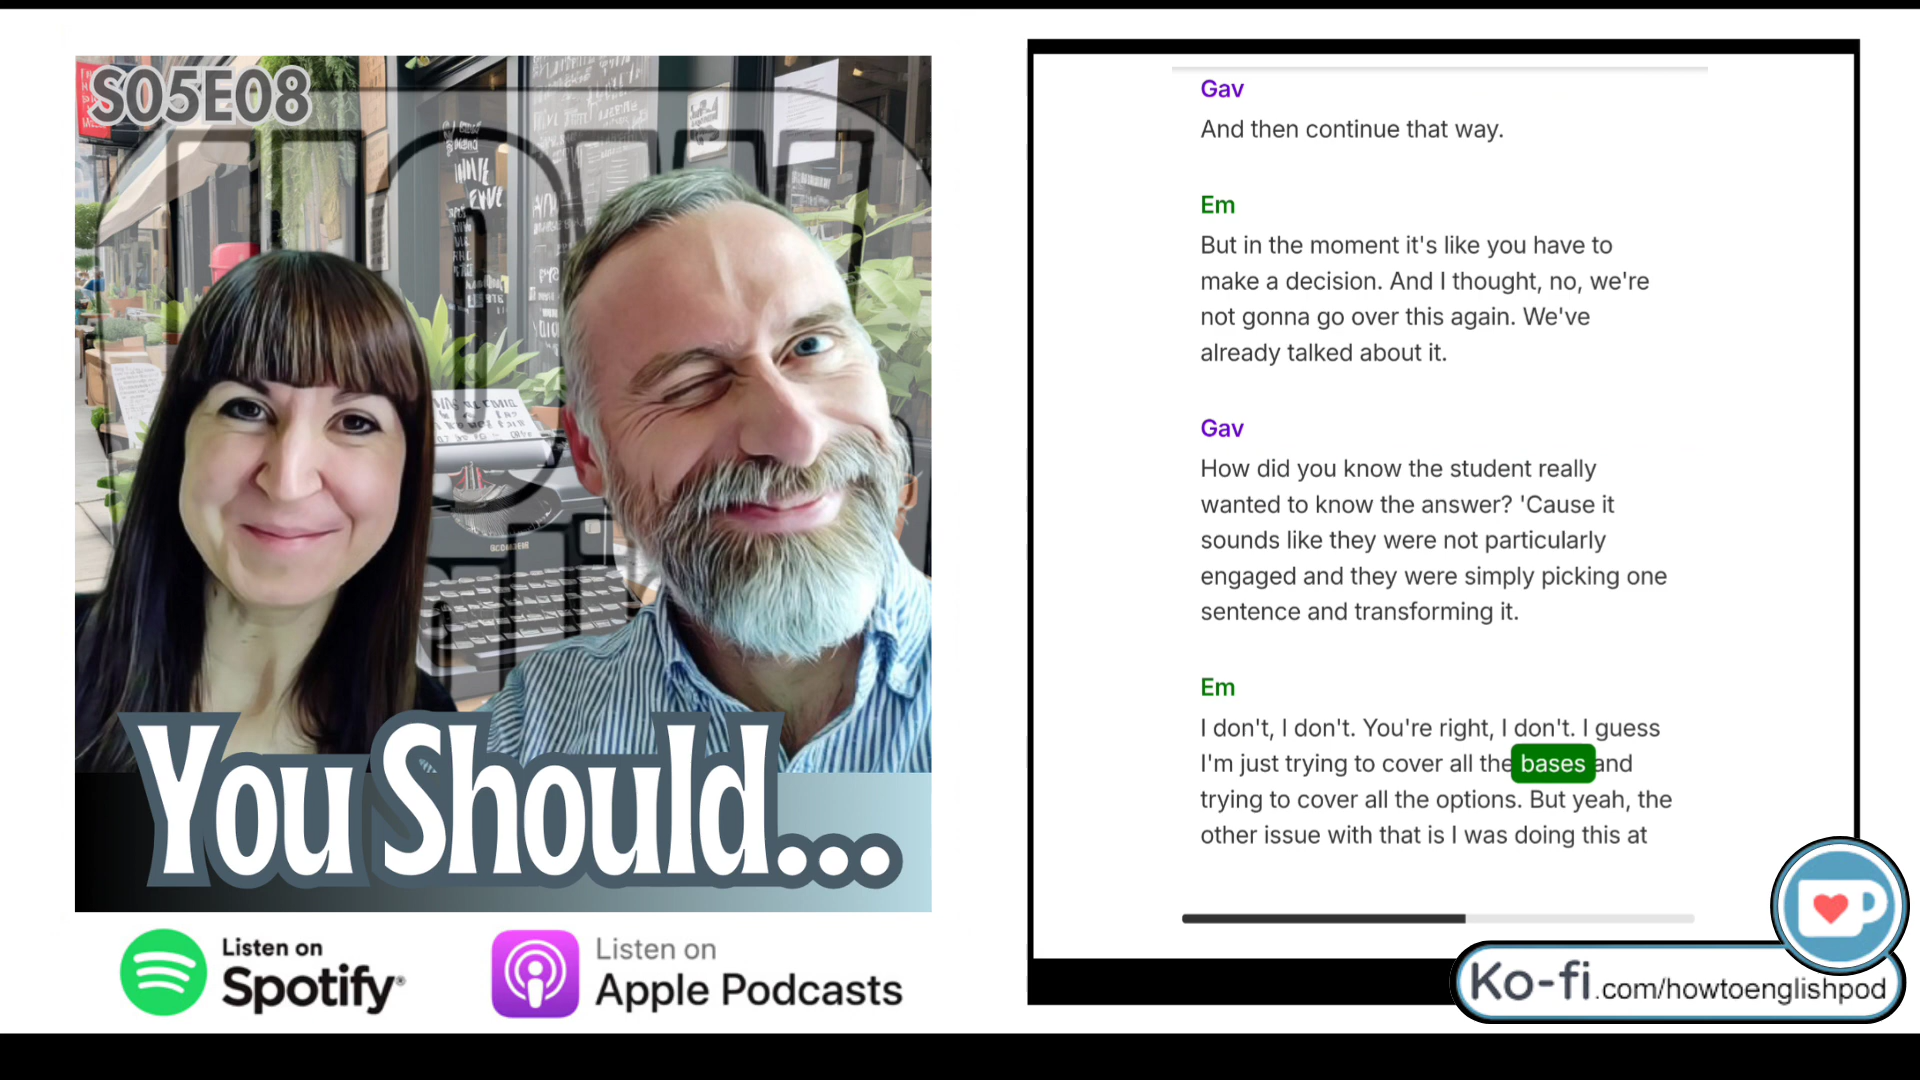 S05E08
You Should...
Listen on
Spotify®
Listen on
Apple Podcasts
Gav
And then continue that way.
Em
But in the moment it's like you have to
make a decision. And I thought, no, we're
not gonna go over this again. We've
already talked about it.
Gav
How did you know the student really
wanted to know the answer? 'Cause it
sounds like they were not particularly
engaged and they were simply picking one
sentence and transforming it.
Em
I don't, I don't. You're right, I don't. I guess
I'm just trying to cover all the bases and
trying to cover all the options. But yeah, the
other issue with that is I was doing this at
Ko-fi.com/howtoenglishpod